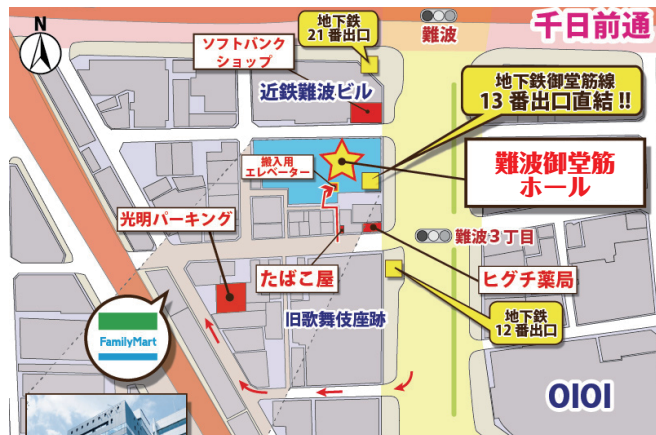 千日前通
地下鉄
21番出口
難波
ソフトバンク
ショップ
近鉄難波ビル
地下鉄御堂筋線
13番出口直結!!
N
難波御堂筋
ホール
搬入用
エレベーター
光明パーキング
難波3丁目
たばこ屋
ヒグチ薬局
旧歌舞伎座跡
地下鉄
12番出口
FamilyMart
OIOI